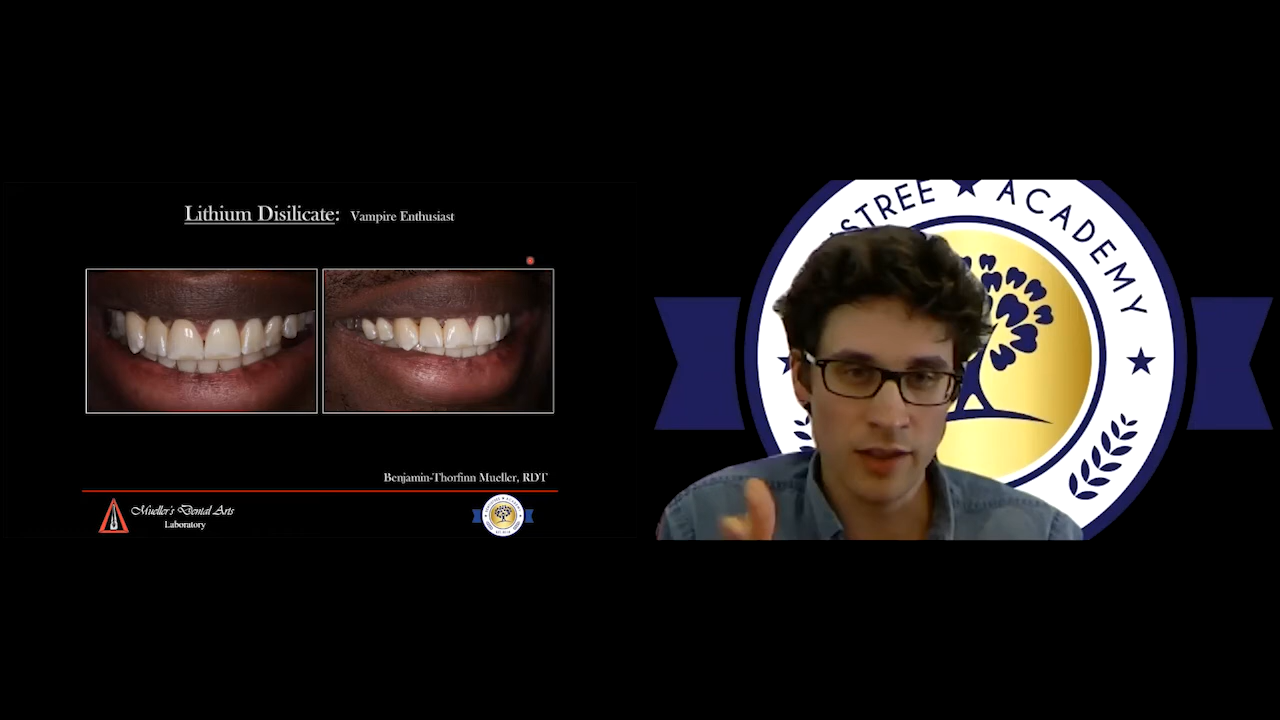 Lithium Disilicate: Vampire Enthusiast
Benjamin-Thorfinn Mueller, RDT
Mueller's Dental Arts
Laboratory
ACADEMY